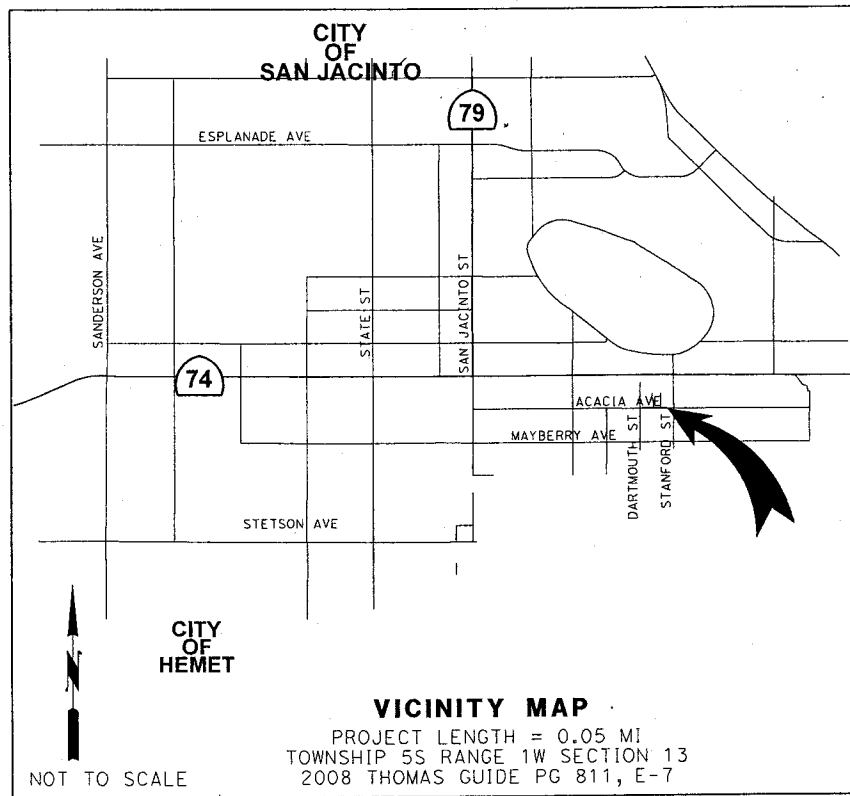 CITY
OF
SAN JACINTO
79
ESPLANADE AVE
SANDERSON AVE
STATE ST
SAN JACINTO ST
74
ACACIA AVE
MAYBERRY AVE
DARTMOUTH ST
STANFORD ST
STETSON AVE
N
CITY
OF
HEMET
NOT TO SCALE
VICINITY MAP
PROJECT LENGTH = 0.05 MI
TOWNSHIP 5S RANGE 1W SECTION 13
2008 THOMAS GUIDE PG 811, E-7